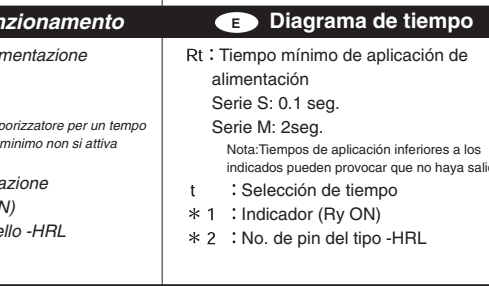 nzionamento
mentazione
porizzatore per un tempo
minimo non si attiva
azione
N)
ello -HRL
E Diagrama de tiempo
Rt : Tiempo mínimo de aplicación de
alimentación
Serie S: 0.1 seg.
Serie M: 2seg.
Nota:Tiempos de aplicación inferiores a los
indicados pueden provocar que no haya sali
t : Selección de tiempo
* 1 : Indicador (Ry ON)
* 2 : No. de pin del tipo -HRL